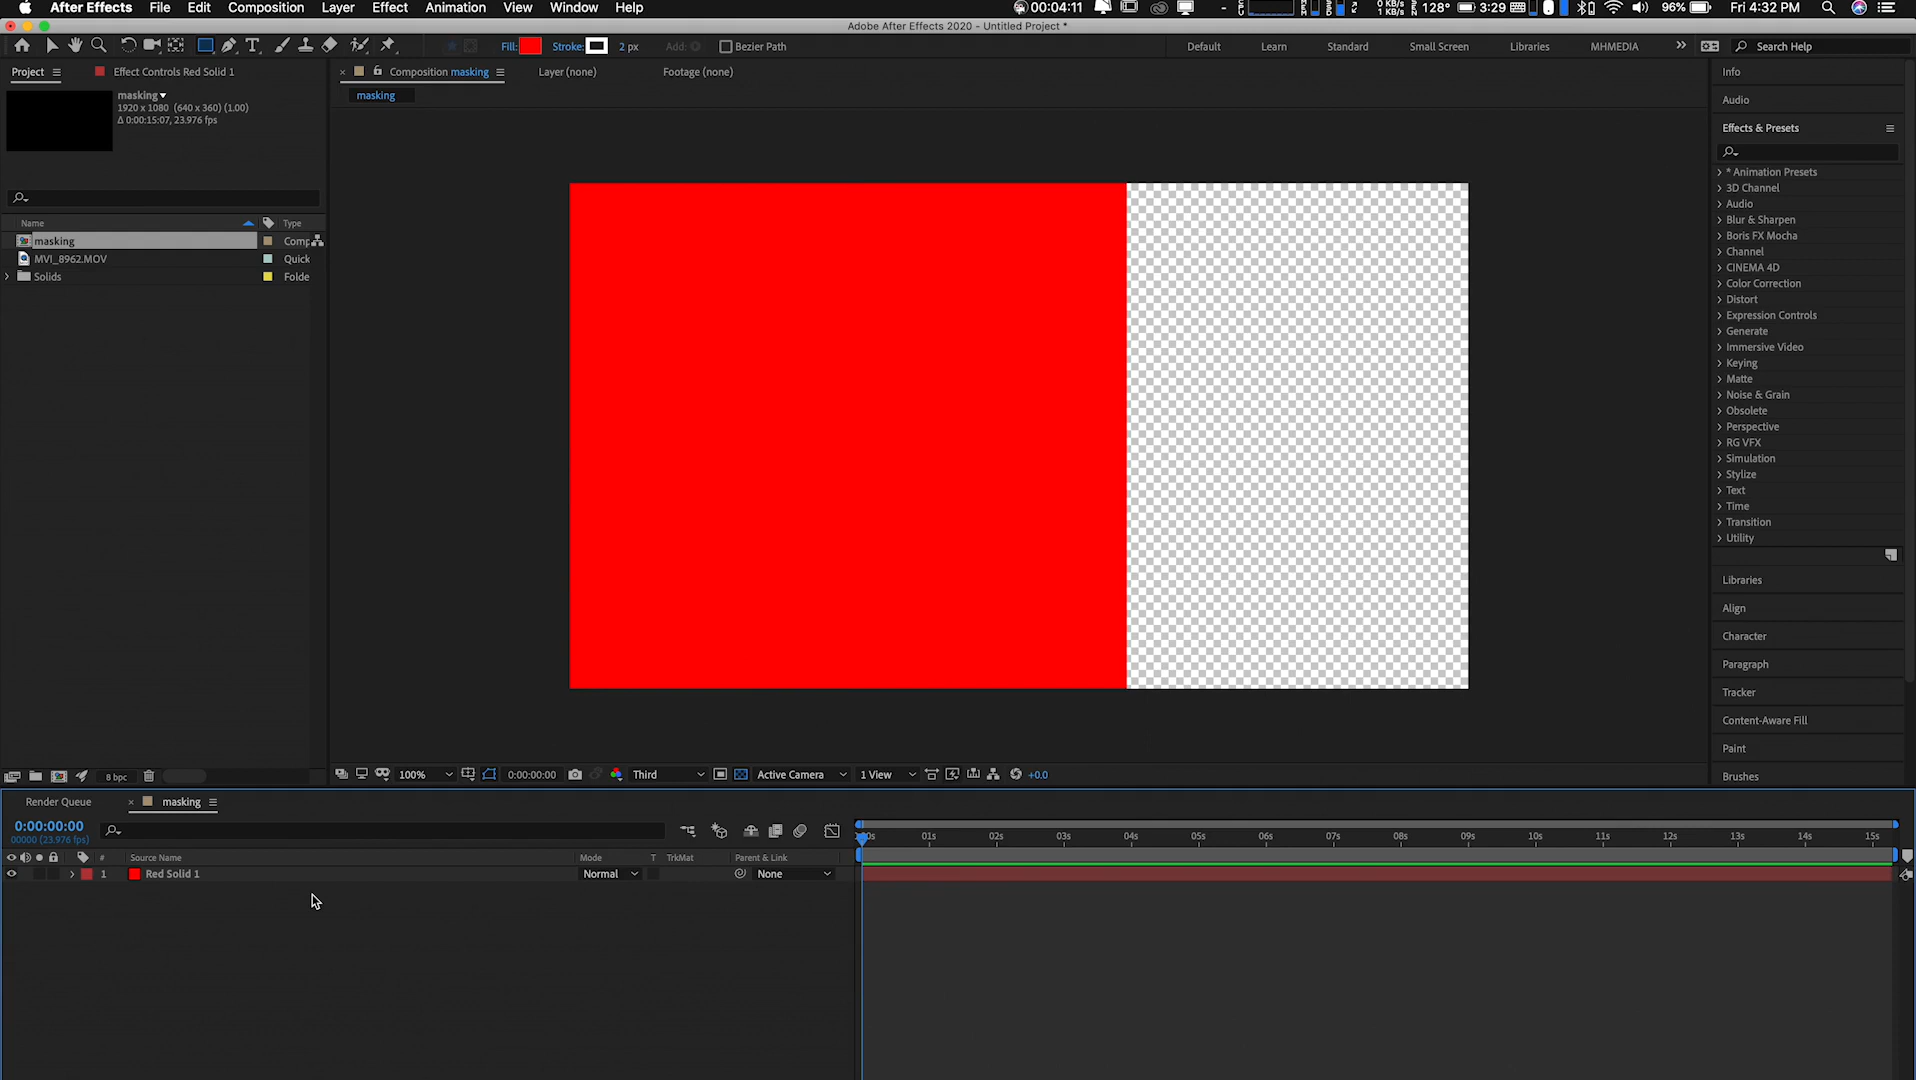 After Effects File Edit Composition Layer Effect Animation View Window Help 00:04:11 0 KB/s 1 KB/s 128° 3:29 96% Fri 4:32 PM
Adobe After Effects 2020 - Untitled Project *
Fill: Stroke: 2 px Add: Bezier Path Default Learn Standard Small Screen Libraries MHMEDIA Search Help
Project Effect Controls Red Solid 1 Composition masking Layer (none) Footage (none) Info
masking masking
1920 x 1080 (640 x 360) (1.00) Audio
Δ 0:00:15:07, 23.976 fps
Effects & Presets
* Animation Presets
3D Channel
Audio
Name Type Blur & Sharpen
masking Comp Boris FX Mocha
MVI_8962.MOV Quick Channel
Solids Folde CINEMA 4D
Color Correction
Distort
Expression Controls
Generate
Immersive Video
Keying
Matte
Noise & Grain
Obsolete
Perspective
RG VFX
Simulation
Stylize
Text
Time
Transition
Utility
Libraries
Align
Character
Paragraph
Tracker
Content-Aware Fill
Paint
8 bpc 100% 0:00:00:00 Third Active Camera 1 View +0.0 Brushes
Render Queue masking
0:00:00:00
00000 (23.976 fps) 00s 01s 02s 03s 04s 05s 06s 07s 08s 09s 10s 11s 12s 13s 14s 15s
# Source Name Mode T TrkMat Parent & Link
1 Red Solid 1 Normal None